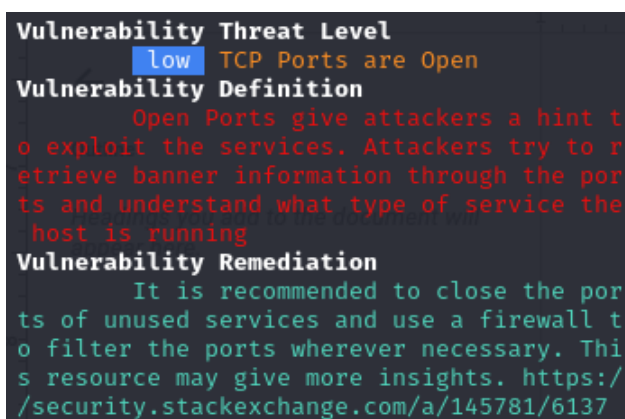 Vulnerability Threat Level
low TCP Ports are Open
Vulnerability Definition
Open Ports give attackers a hint t
o exploit the services. Attackers try to r
etrieve banner information through the por
ts and understand what type of service the
host is running
Vulnerability Remediation
It is recommended to close the por
ts of unused services and use a firewall t
o filter the ports wherever necessary. Thi
s resource may give more insights. https:/
/security.stackexchange.com/a/145781/6137